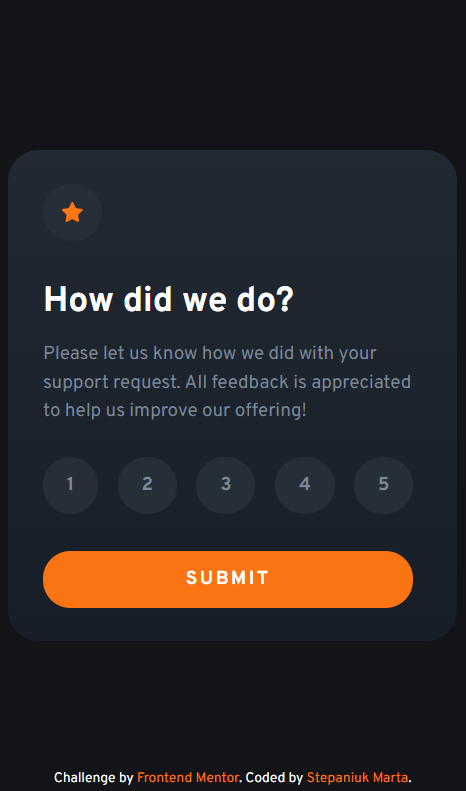 How did we do?
Please let us know how we did with your
support request. All feedback is appreciated
to help us improve our offering!
1 2 3 4 5
SUBMIT
Challenge by Frontend Mentor. Coded by Stepaniuk Marta.